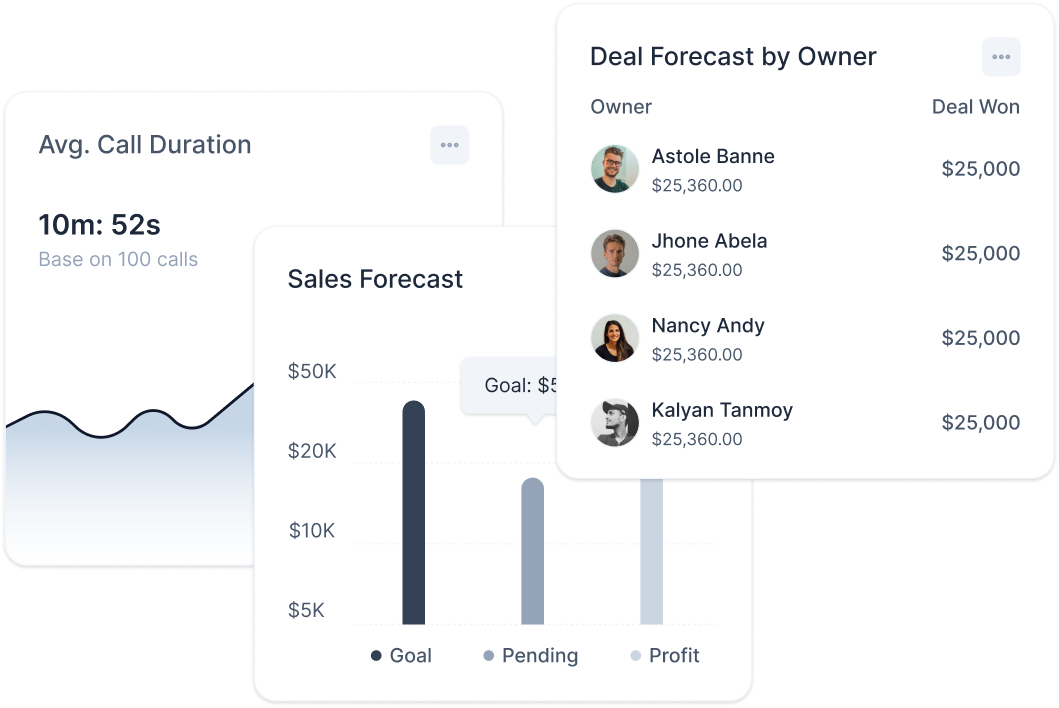 Avg. Call Duration
10m: 52s
Base on 100 calls
Sales Forecast
$50K
Goal:
$20K
$10K
$5K
Goal
Pending
Profit
Deal Forecast by Owner
Owner
Deal Won
Astole Banne
$25,360.00
$25,000
Jhone Abela
$25,360.00
$25,000
Nancy Andy
$25,360.00
$25,000
Kalyan Tanmoy
$25,360.00
$25,000